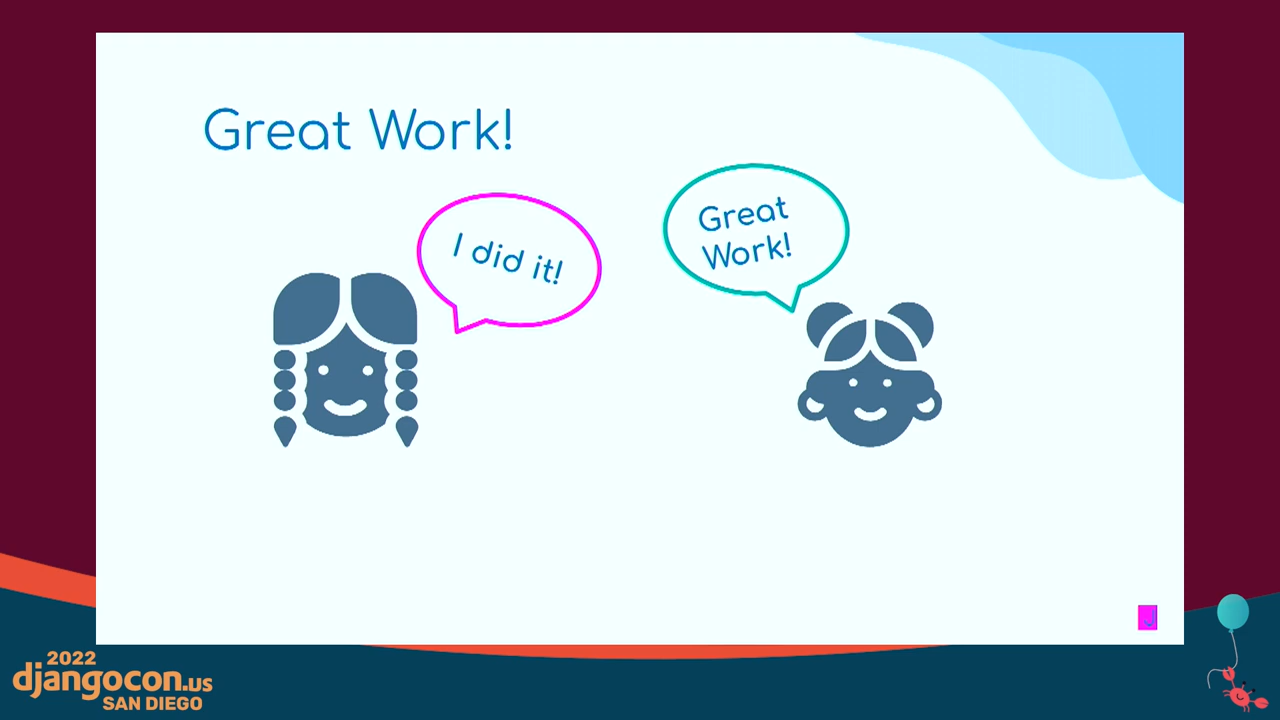 Great Work!
I did it!
Great
Work!
J
2022
djangocon.us
SAN DIEGO